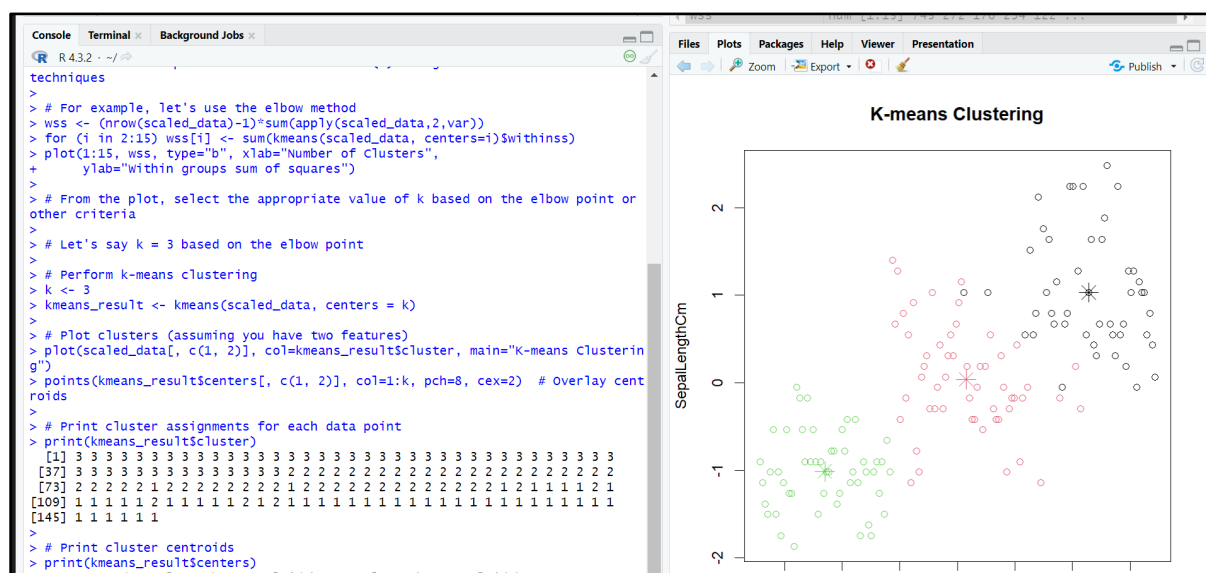 Console Terminal Background Jobs
R 4.3.2 · ~/
techniques
>
> # For example, let's use the elbow method
> wss <- (nrow(scaled_data)-1)*sum(apply(scaled_data,2,var))
> for (i in 2:15) wss[i] <- sum(kmeans(scaled_data, centers=i)$withinss)
> plot(1:15, wss, type="b", xlab="Number of Clusters",
+      ylab="Within groups sum of squares")
>
> # From the plot, select the appropriate value of k based on the elbow point or
other criteria
>
> # Let's say k = 3 based on the elbow point
>
> # Perform k-means clustering
> k <- 3
> kmeans_result <- kmeans(scaled_data, centers = k)
>
> # Plot clusters (assuming you have two features)
> plot(scaled_data[, c(1, 2)], col=kmeans_result$cluster, main="K-means Clusterin
g")
> points(kmeans_result$centers[, c(1, 2)], col=1:k, pch=8, cex=2)  # Overlay cent
roids
>
> # Print cluster assignments for each data point
> print(kmeans_result$cluster)
[1] 3 3 3 3 3 3 3 3 3 3 3 3 3 3 3 3 3 3 3 3 3 3 3 3 3 3 3 3 3 3 3 3 3 3 3 3
[37] 3 3 3 3 3 3 3 3 3 3 3 3 3 3 2 2 2 2 2 2 2 2 2 2 2 2 2 2 2 2 2 2 2 2 2 2
[73] 2 2 2 2 2 1 2 2 2 2 2 2 2 2 1 2 2 2 2 2 2 2 2 2 2 2 2 2 1 2 1 1 1 1 2 1
[109] 1 1 1 1 1 2 1 1 1 1 1 2 1 2 1 1 1 1 1 1 1 1 1 1 1 1 1 1 1 1 1 1 1 1 1 1
[145] 1 1 1 1 1 1
>
> # Print cluster centroids
> print(kmeans_result$centers)
wss
Files Plots Packages Help Viewer Presentation
Zoom Export Publish
K-means Clustering
SepalLengthCm
2
1
0
-1
-2